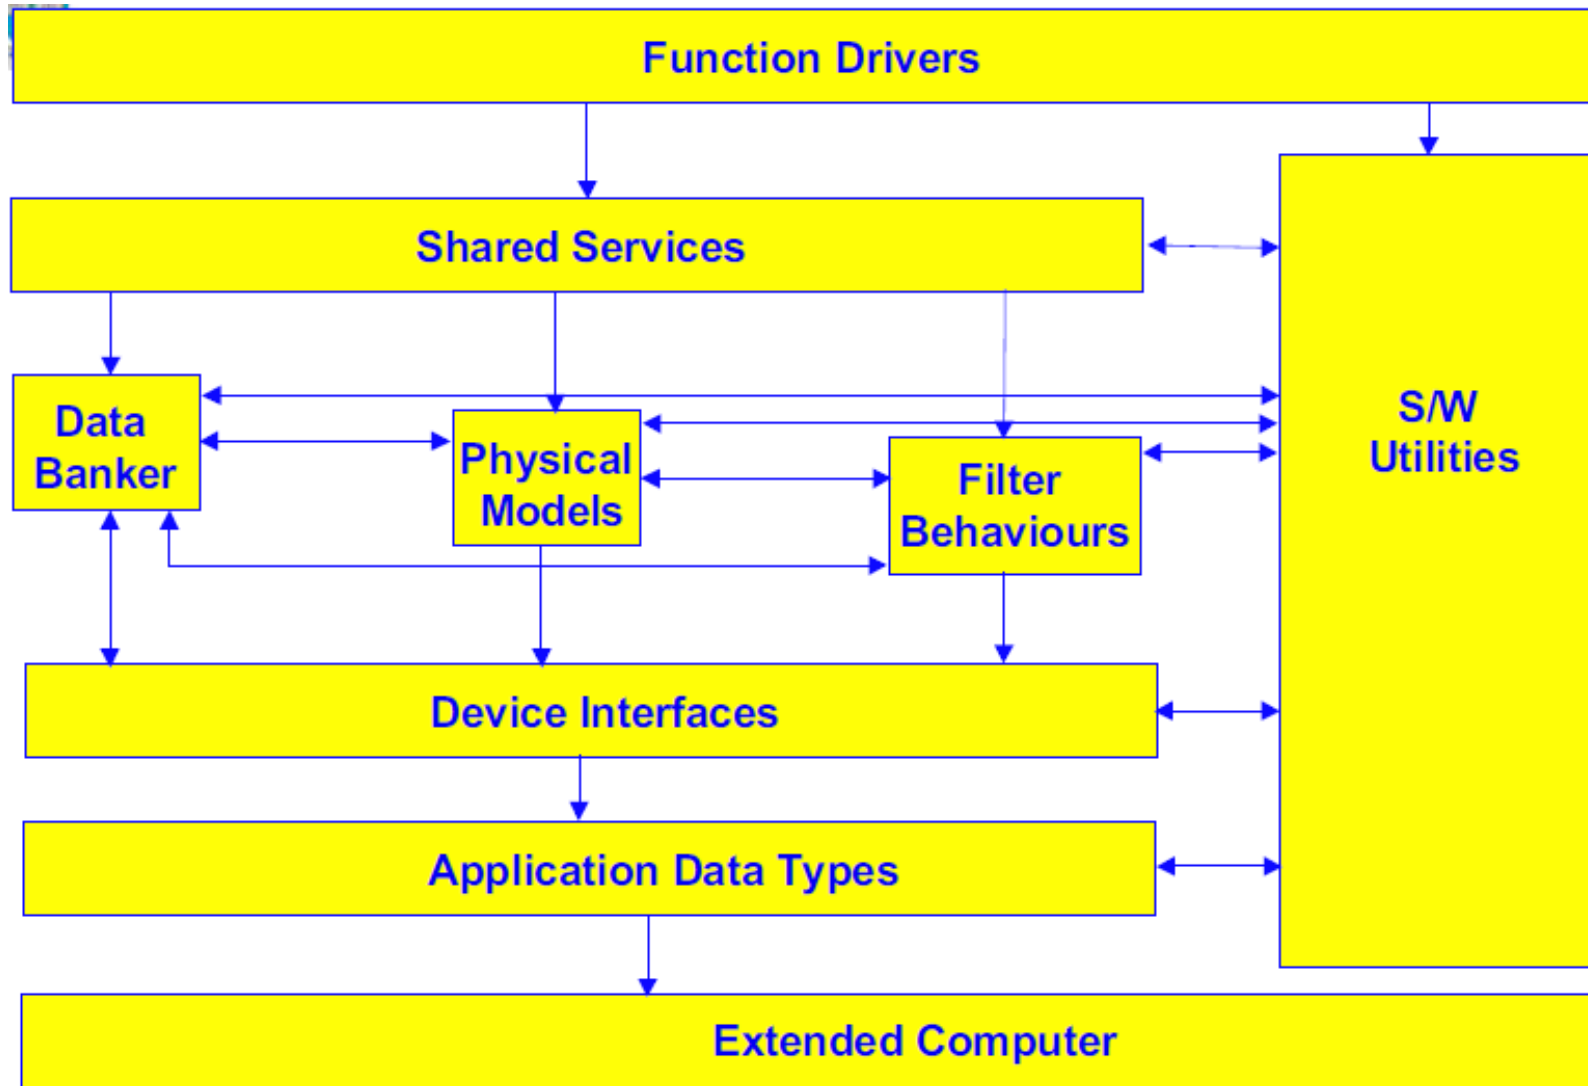 Function Drivers
Shared Services
Data
Banker
Physical
Models
Filter
Behaviours
S/W
Utilities
Device Interfaces
Application Data Types
Extended Computer